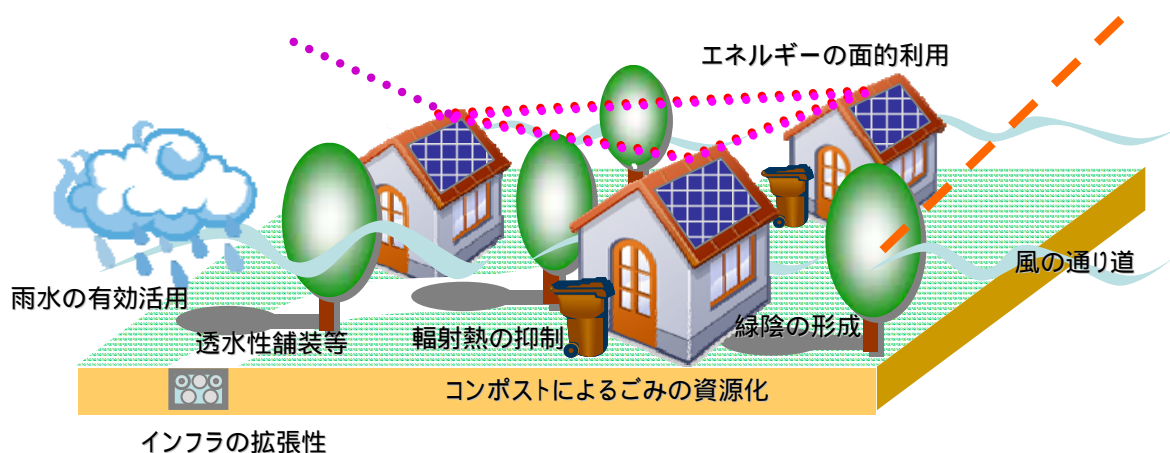 エネルギーの面的利用
風の通り道
雨水の有効活用
緑陰の形成
透水性舗装等
輻射熱の抑制
コンポストによるごみの資源化
インフラの拡張性